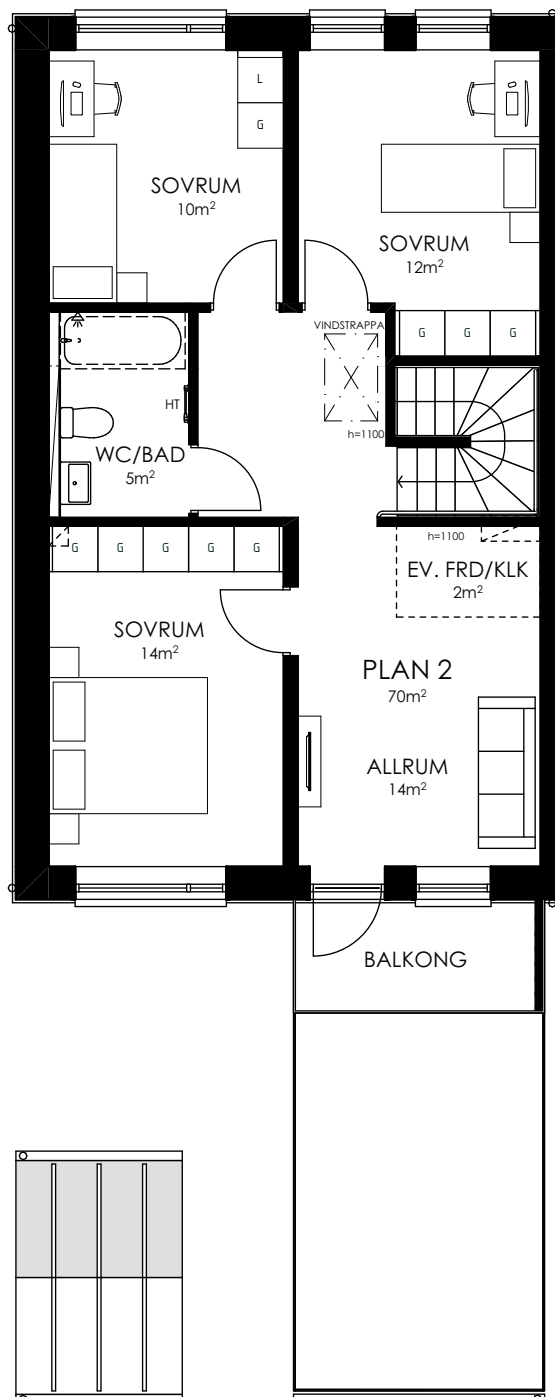 L
G
SOVRUM
10m²
SOVRUM
12m²
VINDSTRAPPA
G G G
h=1100
HT
WC/BAD
5m²
G G G G G
h=1100
EV. FRD/KLK
2m²
SOVRUM
14m²
PLAN 2
70m²
ALLRUM
14m²
BALKONG